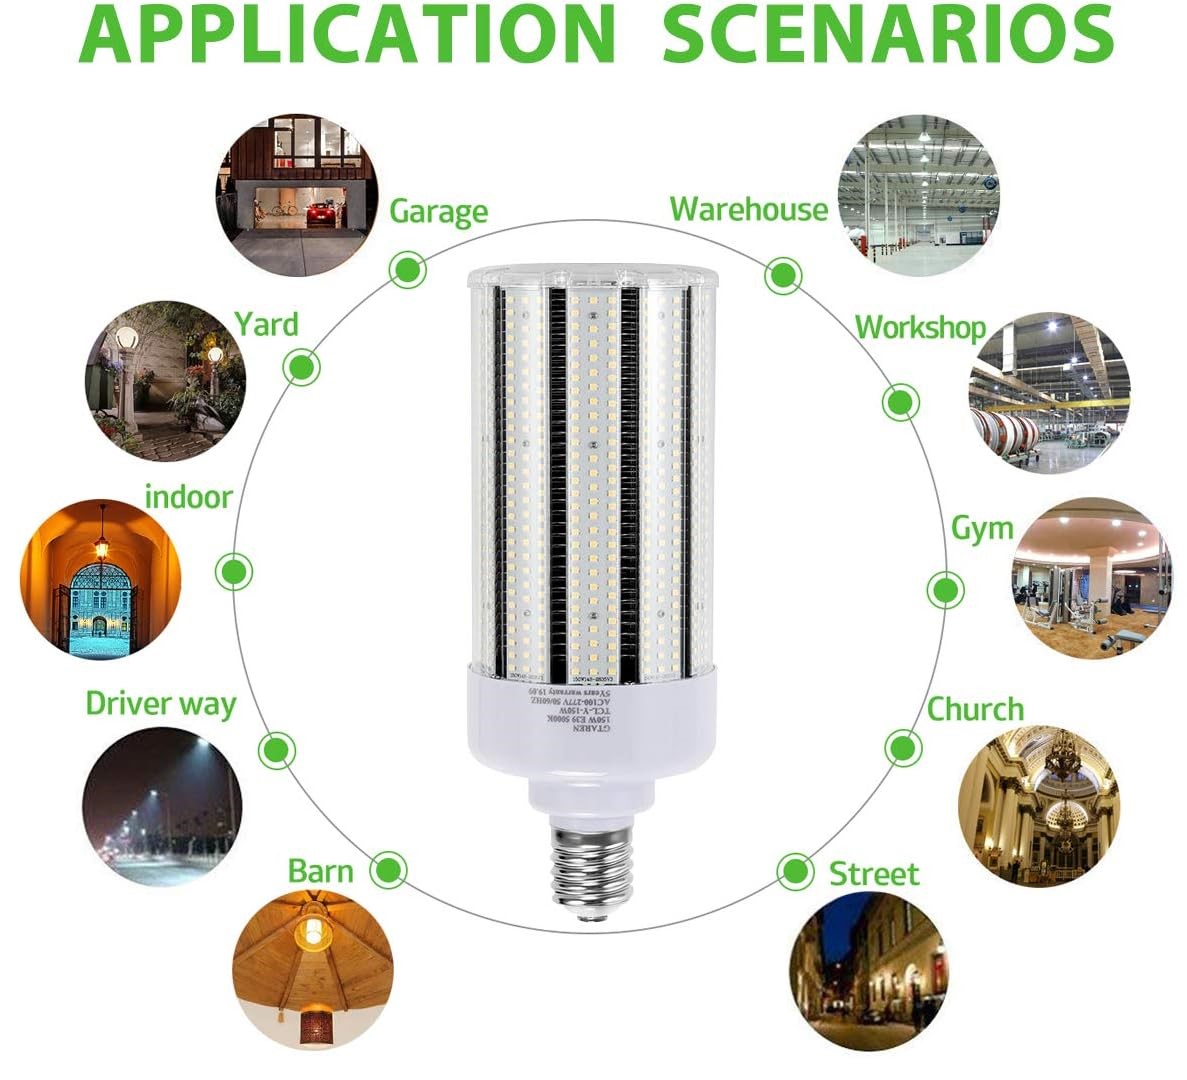 APPLICATION SCENARIOS
Garage
Warehouse
Yard
Workshop
indoor
Gym
Driver way
Church
Barn
Street
GTAREN
150W E39 5000K
TCL-Y-150W
AC100-277V 50/60HZ
5Years warranty 19.09